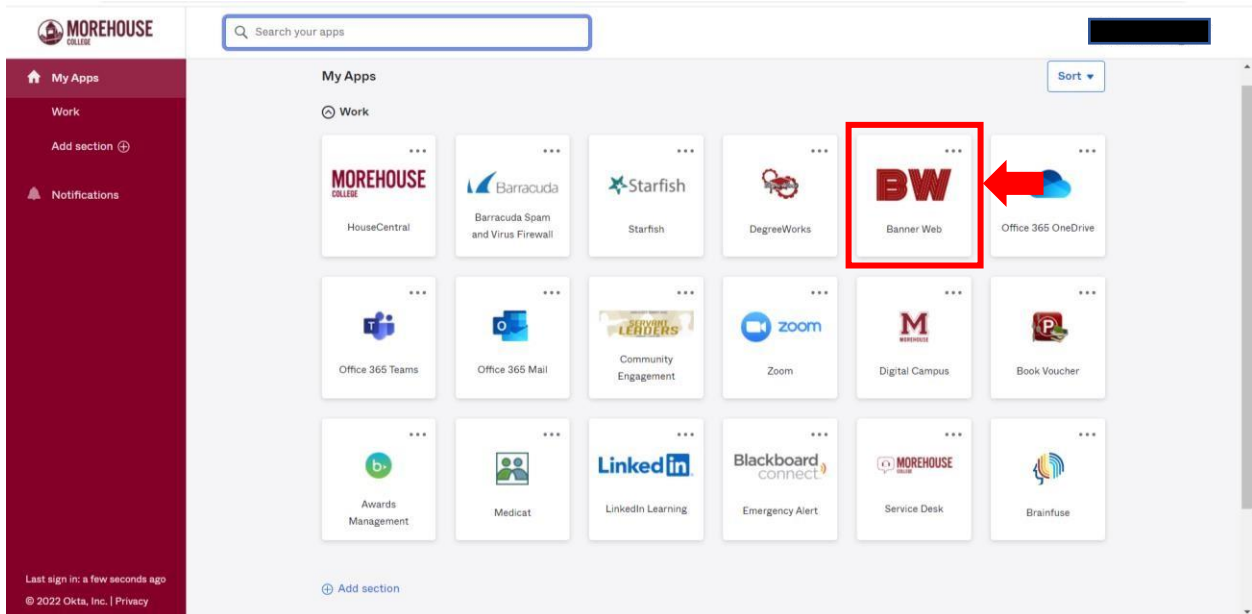 MOREHOUSE
COLLEGE
Search your apps
My Apps
Work
Add section
Notifications
Last sign in: a few seconds ago
© 2022 Okta, Inc. | Privacy
My Apps
Sort
Work
MOREHOUSE
COLLEGE
HouseCentral
Barracuda
Barracuda Spam
and Virus Firewall
Starfish
Starfish
DegreeWorks
BW
Banner Web
Office 365 OneDrive
T
Office 365 Teams
O
Office 365 Mail
SERVANT
LEADERS
Community
Engagement
zoom
Zoom
M
MOREHOUSE
Digital Campus
P
Book Voucher
b
Awards
Management
Medicat
Linked in
LinkedIn Learning
Blackboard
connect
Emergency Alert
MOREHOUSE
COLLEGE
Service Desk
Brainfuse
Add section